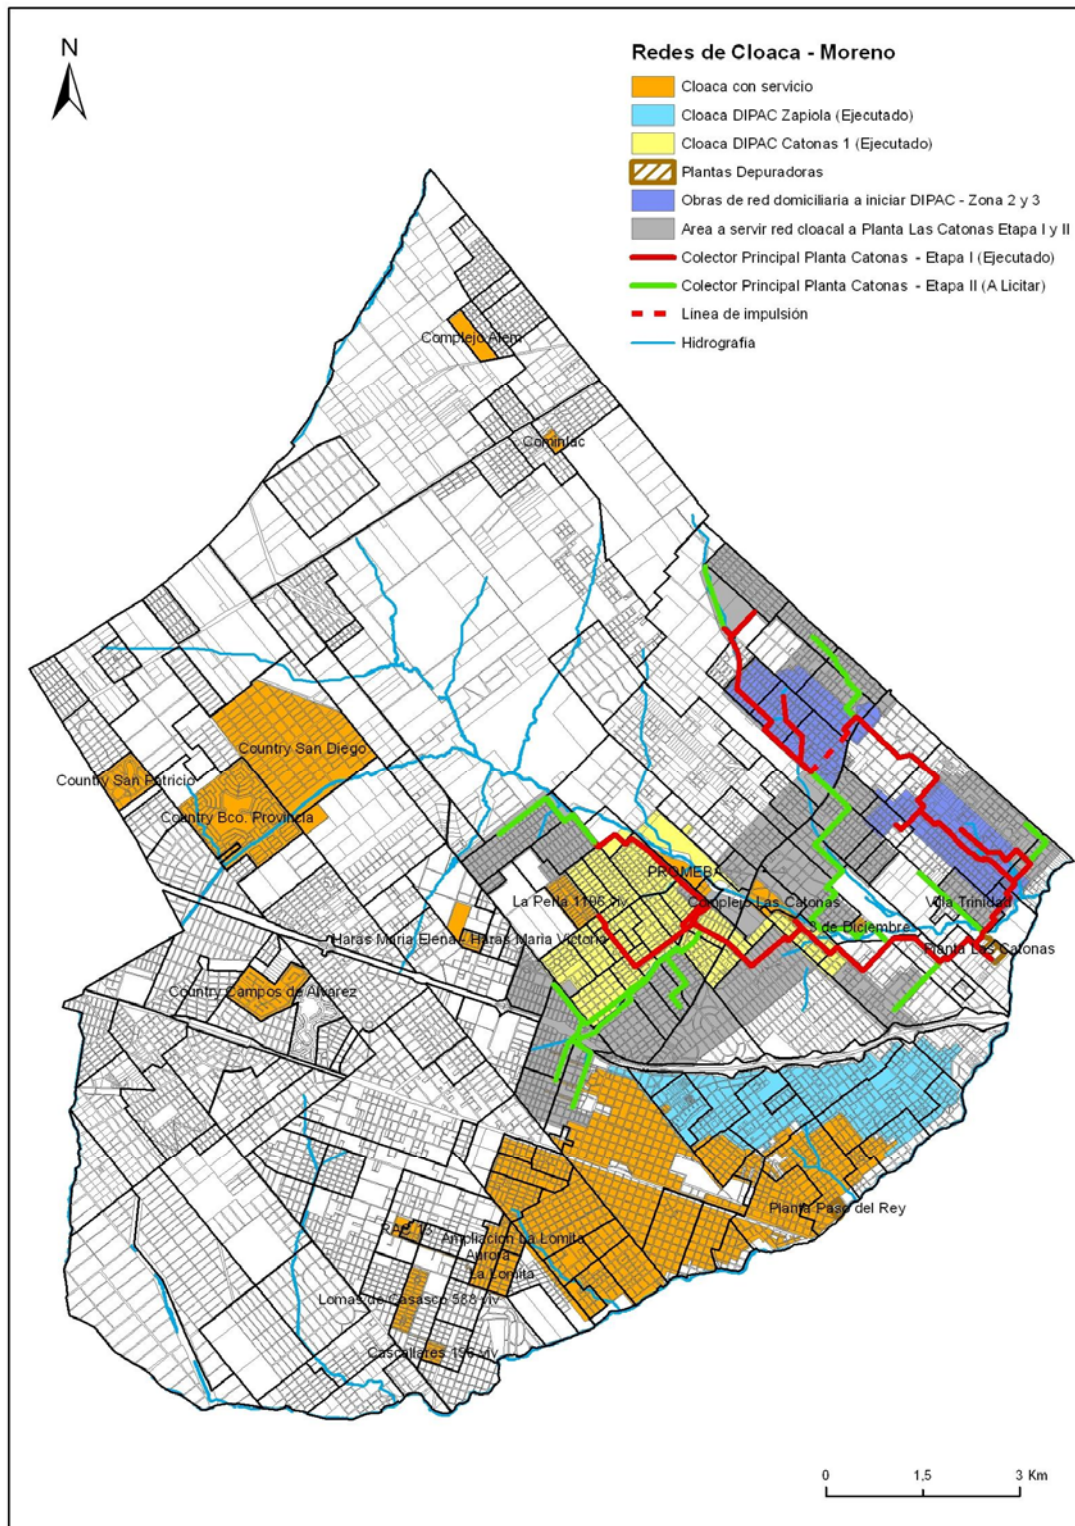 N
Redes de Cloaca - Moreno
Cloaca con servicio
Cloaca DIPAC Zapiola (Ejecutado)
Cloaca DIPAC Catonas 1 (Ejecutado)
Plantas Depuradoras
Obras de red domiciliaria a iniciar DIPAC - Zona 2 y 3
Area a servir red cloacal a Planta Las Catonas Etapa I y II
Colector Principal Planta Catonas - Etapa I (Ejecutado)
Colector Principal Planta Catonas - Etapa II (A Licitar)
Línea de impulsión
Hidrografia
Complejo Alem
Cominfac
Country San Diego
Country San Patricio
Country Bco. Provincia
PROMEBA
La Perla 1196 viv
Complejo Las Catonas
Villa Trinidad
8 de Diciembre
Haras Maria Elena - Haras Maria Victoria
Planta Las Catonas
Country Campos de Alvarez
Planta Paso del Rey
Ampliacion La Lomita
Aurora
La Lomita
Lomas de Casasco 588 viv
Cascallares 196 viv
0 1,5 3 Km